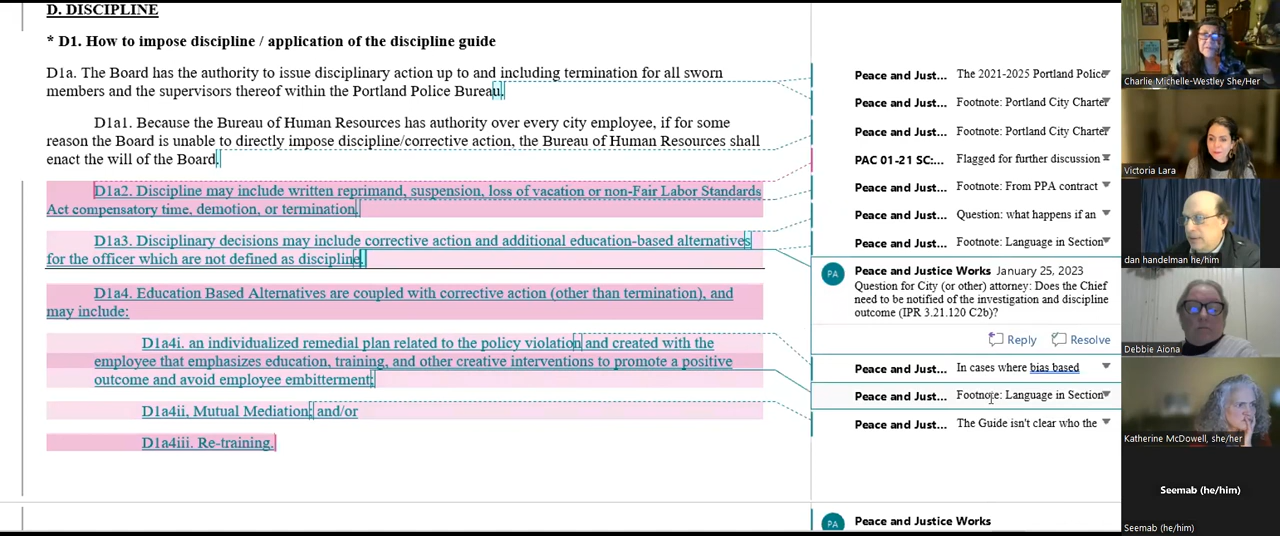 D. DISCIPLINE
* D1. How to impose discipline / application of the discipline guide
D1a. The Board has the authority to issue disciplinary action up to and including termination for all sworn
members and the supervisors thereof within the Portland Police Bureau.
D1a1. Because the Bureau of Human Resources has authority over every city employee, if for some
reason the Board is unable to directly impose discipline/corrective action, the Bureau of Human Resources shall
enact the will of the Board.
D1a2. Discipline may include written reprimand, suspension, loss of vacation or non-Fair Labor Standards
Act compensatory time, demotion, or termination.
D1a3. Disciplinary decisions may include corrective action and additional education-based alternatives
for the officer which are not defined as discipline.
D1a4. Education Based Alternatives are coupled with corrective action (other than termination), and
may include:
D1a4i. an individualized remedial plan related to the policy violation and created with the
employee that emphasizes education, training, and other creative interventions to promote a positive
outcome and avoid employee embitterment;
D1a4ii, Mutual Mediation; and/or
D1a4iii. Re-training.
Peace and Just... The 2021-2025 Portland Police
Peace and Just... Footnote: Portland City Charter
Peace and Just... Footnote: Portland City Charter
PAC 01-21 SC:... Flagged for further discussion
Peace and Just... Footnote: From PPA contract
Peace and Just... Question: what happens if an
Peace and Just... Footnote: Language in Section
PA
Peace and Justice Works January 25, 2023
Question for City (or other) attorney: Does the Chief
need to be notified of the investigation and discipline
outcome (IPR 3.21.120 C2b)?
Reply Resolve
Peace and Just... In cases where bias based
Peace and Just... Footnote: Language in Section
Peace and Just... The Guide isn't clear who the
PA
Peace and Justice Works
Charlie Michelle-Westley She/Her
Victoria Lara
dan handelman he/him
Debbie Aiona
Katherine McDowell, she/her
Seemab (he/him)
Seemab (he/him)